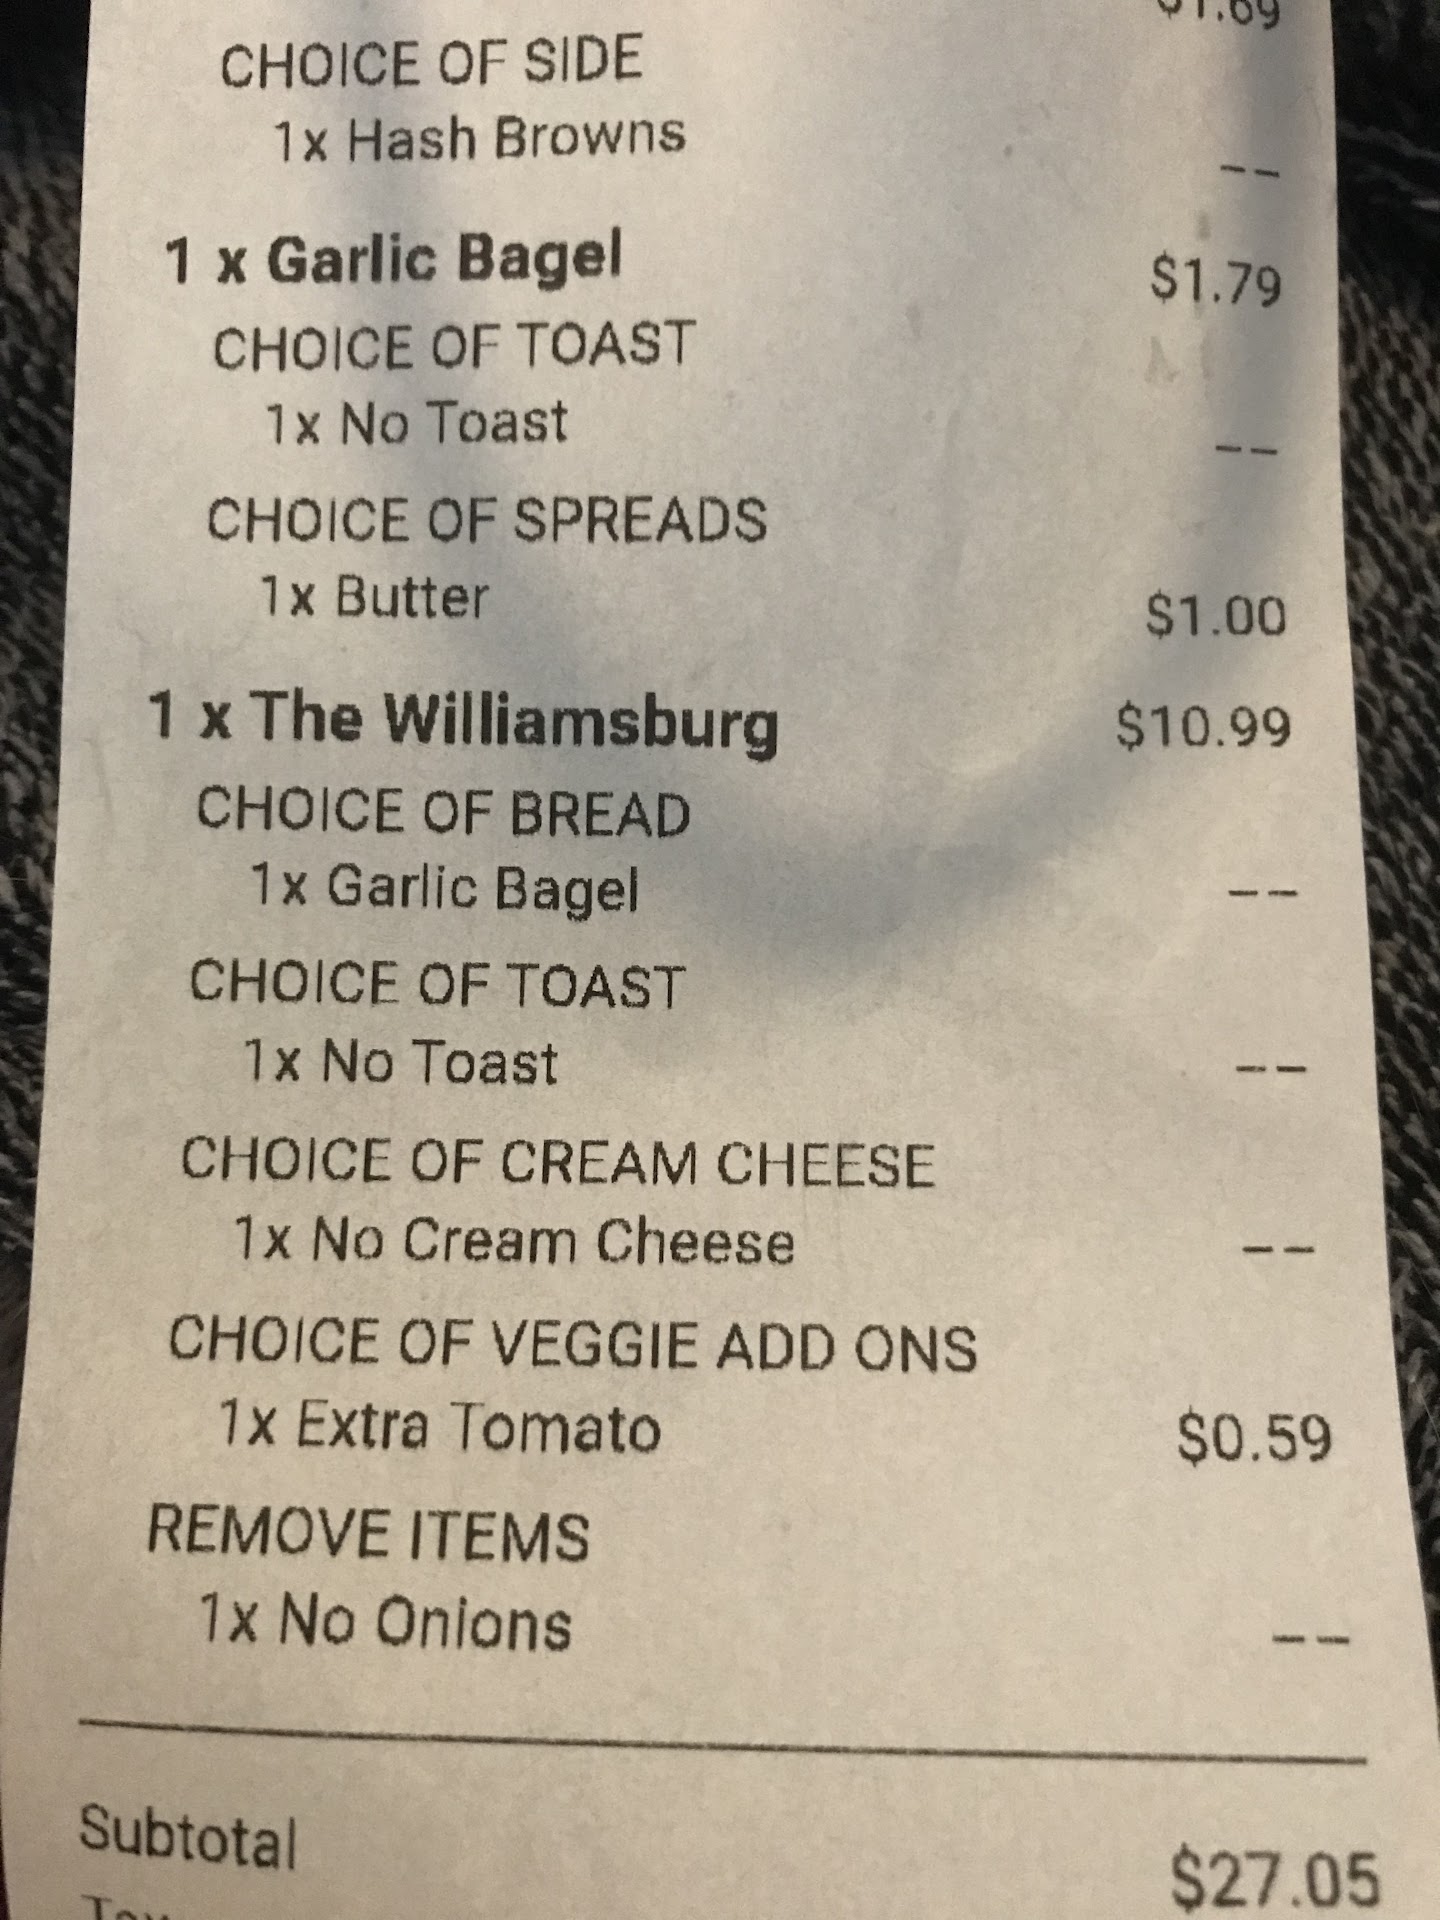 $1.69
CHOICE OF SIDE
1x Hash Browns
--
1 x Garlic Bagel $1.79
CHOICE OF TOAST
1x No Toast
--
CHOICE OF SPREADS
1x Butter $1.00
1 x The Williamsburg $10.99
CHOICE OF BREAD
1x Garlic Bagel --
CHOICE OF TOAST
1x No Toast --
CHOICE OF CREAM CHEESE
1x No Cream Cheese --
CHOICE OF VEGGIE ADD ONS
1x Extra Tomato $0.59
REMOVE ITEMS
1x No Onions --
Subtotal $27.05
Tax